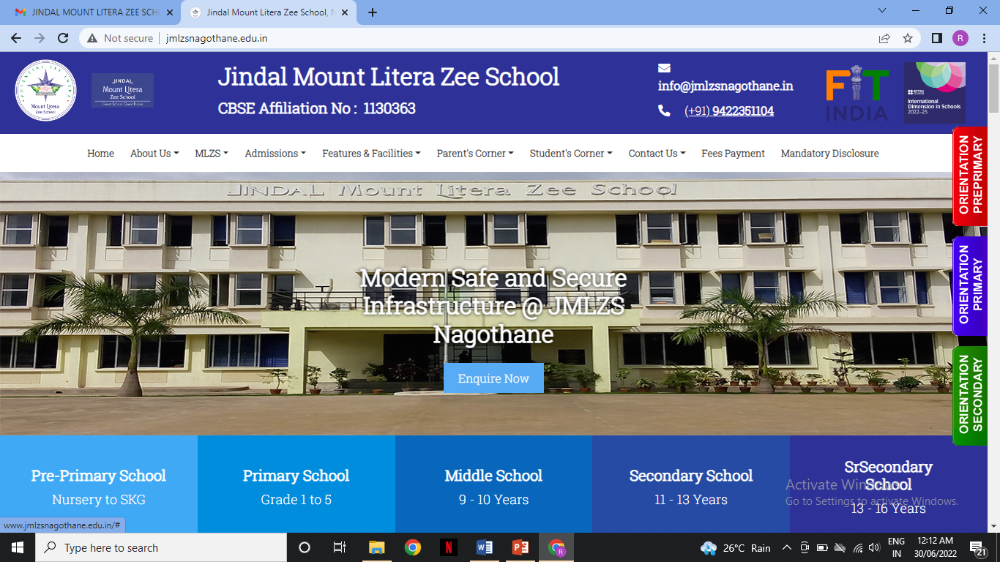 JINDAL MOUNT LITERA ZEE SCH
Jindal Mount Litera Zee School, N
Not secure
jmlzsnagothane.edu.in
R
JINDAL
Mount Litera
Zee School
Great School. Great Future
Mount Litera
Zee School
Jindal Mount Litera Zee School
CBSE Affiliation No : 1130363
info@jmlzsnagothane.in
(+91) 9422351104
FIT
INDIA
BRITISH
COUNCIL
International
Dimension in Schools
2022-25
Home
About Us
MLZS
Admissions
Features & Facilities
Parent's Corner
Student's Corner
Contact Us
Fees Payment
Mandatory Disclosure
ORIENTATION
PREPRIMARY
ORIENTATION
PRIMARY
ORIENTATION
SECONDARY
JINDAL Mount Litera Zee School
Modern Safe and Secure
Infrastructure @ JMLZS
Nagothane
Enquire Now
Pre-Primary School
Nursery to SKG
Primary School
Grade 1 to 5
Middle School
9 - 10 Years
Secondary School
11 - 13 Years
SrSecondary
School
13 - 16 Years
Activate Windows
Go to Settings to activate Windows.
www.jmlzsnagothane.edu.in/#
Type here to search
26°C Rain
ENG
IN
12:12 AM
30/06/2022
21